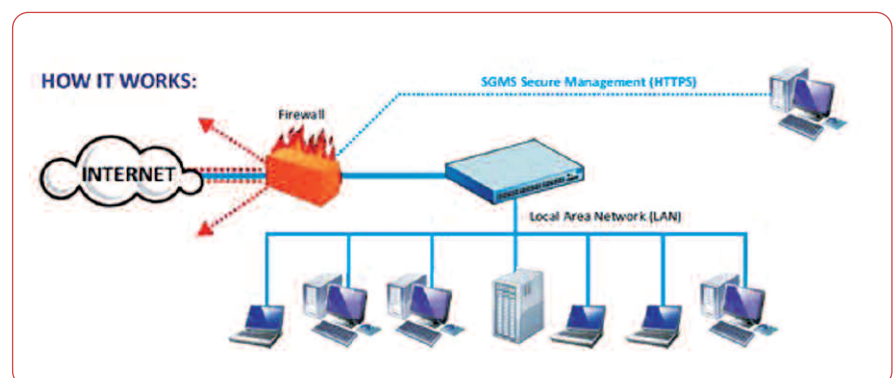 HOW IT WORKS:
SGMS Secure Management (HTTPS)
Firewall
INTERNET
Local Area Network (LAN)